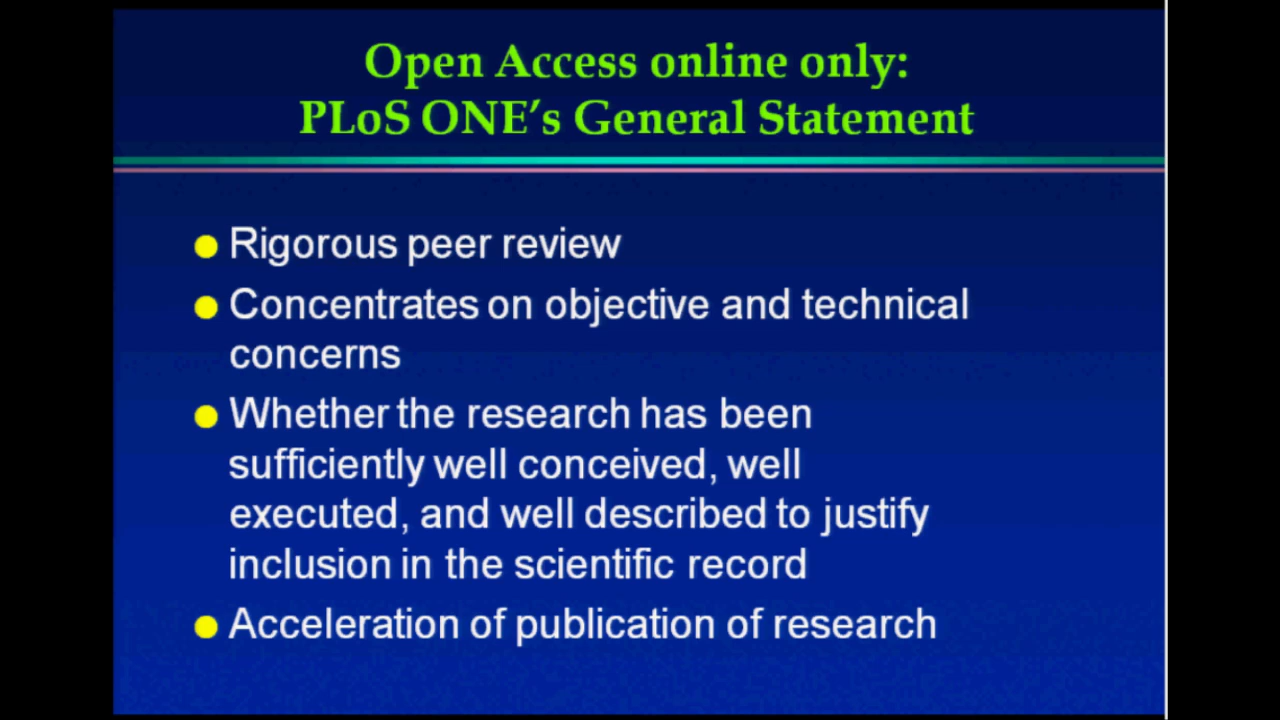 Open Access online only:
PLoS ONE's General Statement
Rigorous peer review
Concentrates on objective and technical
concerns
Whether the research has been
sufficiently well conceived, well
executed, and well described to justify
inclusion in the scientific record
Acceleration of publication of research